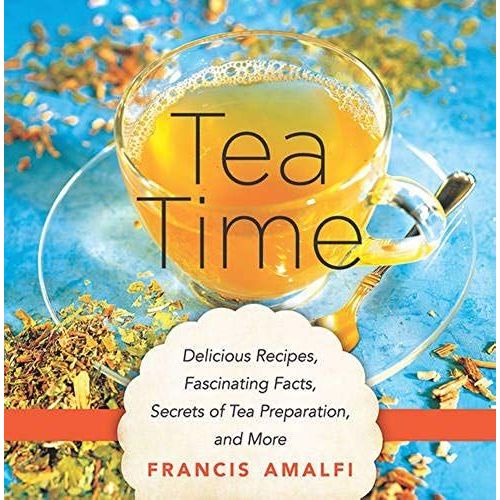 Tea
Time
Delicious Recipes,
Fascinating Facts,
Secrets of Tea Preparation,
and More
FRANCIS AMALFI